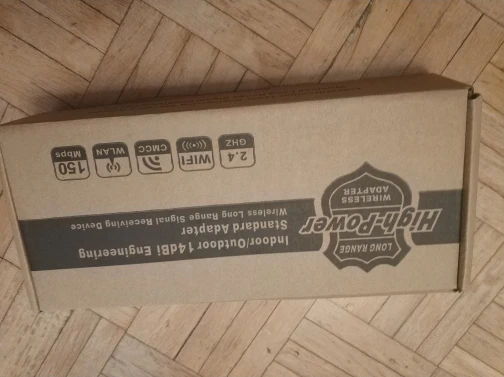 LONG RANGE
High-Power
WIRELESS
ADAPTER
Indoor/Outdoor 14dBi Engineering
Standard Adapter
Wireless Long Range Signal Receiving Device
2.4
GHZ
WIFI
CMCC
WLAN
150
Mbps